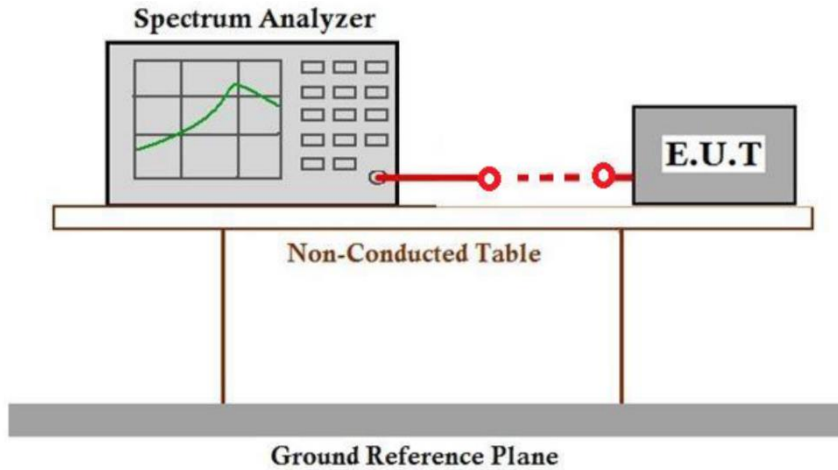 Spectrum Analyzer
E.U.T
Non-Conducted Table
Ground Reference Plane